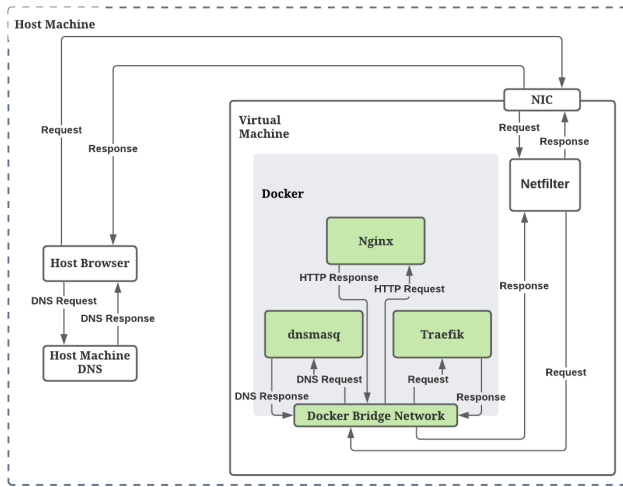 Host Machine
NIC
Virtual
Machine
Request
Request
Response
Response
Netfilter
Docker
Nginx
Host Browser
HTTP Response
HTTP Request
Response
DNS Request
DNS Response
dnsmasq
Traefik
Host Machine
DNS
Request
DNS Request
Request
DNS Response
Response
Docker Bridge Network